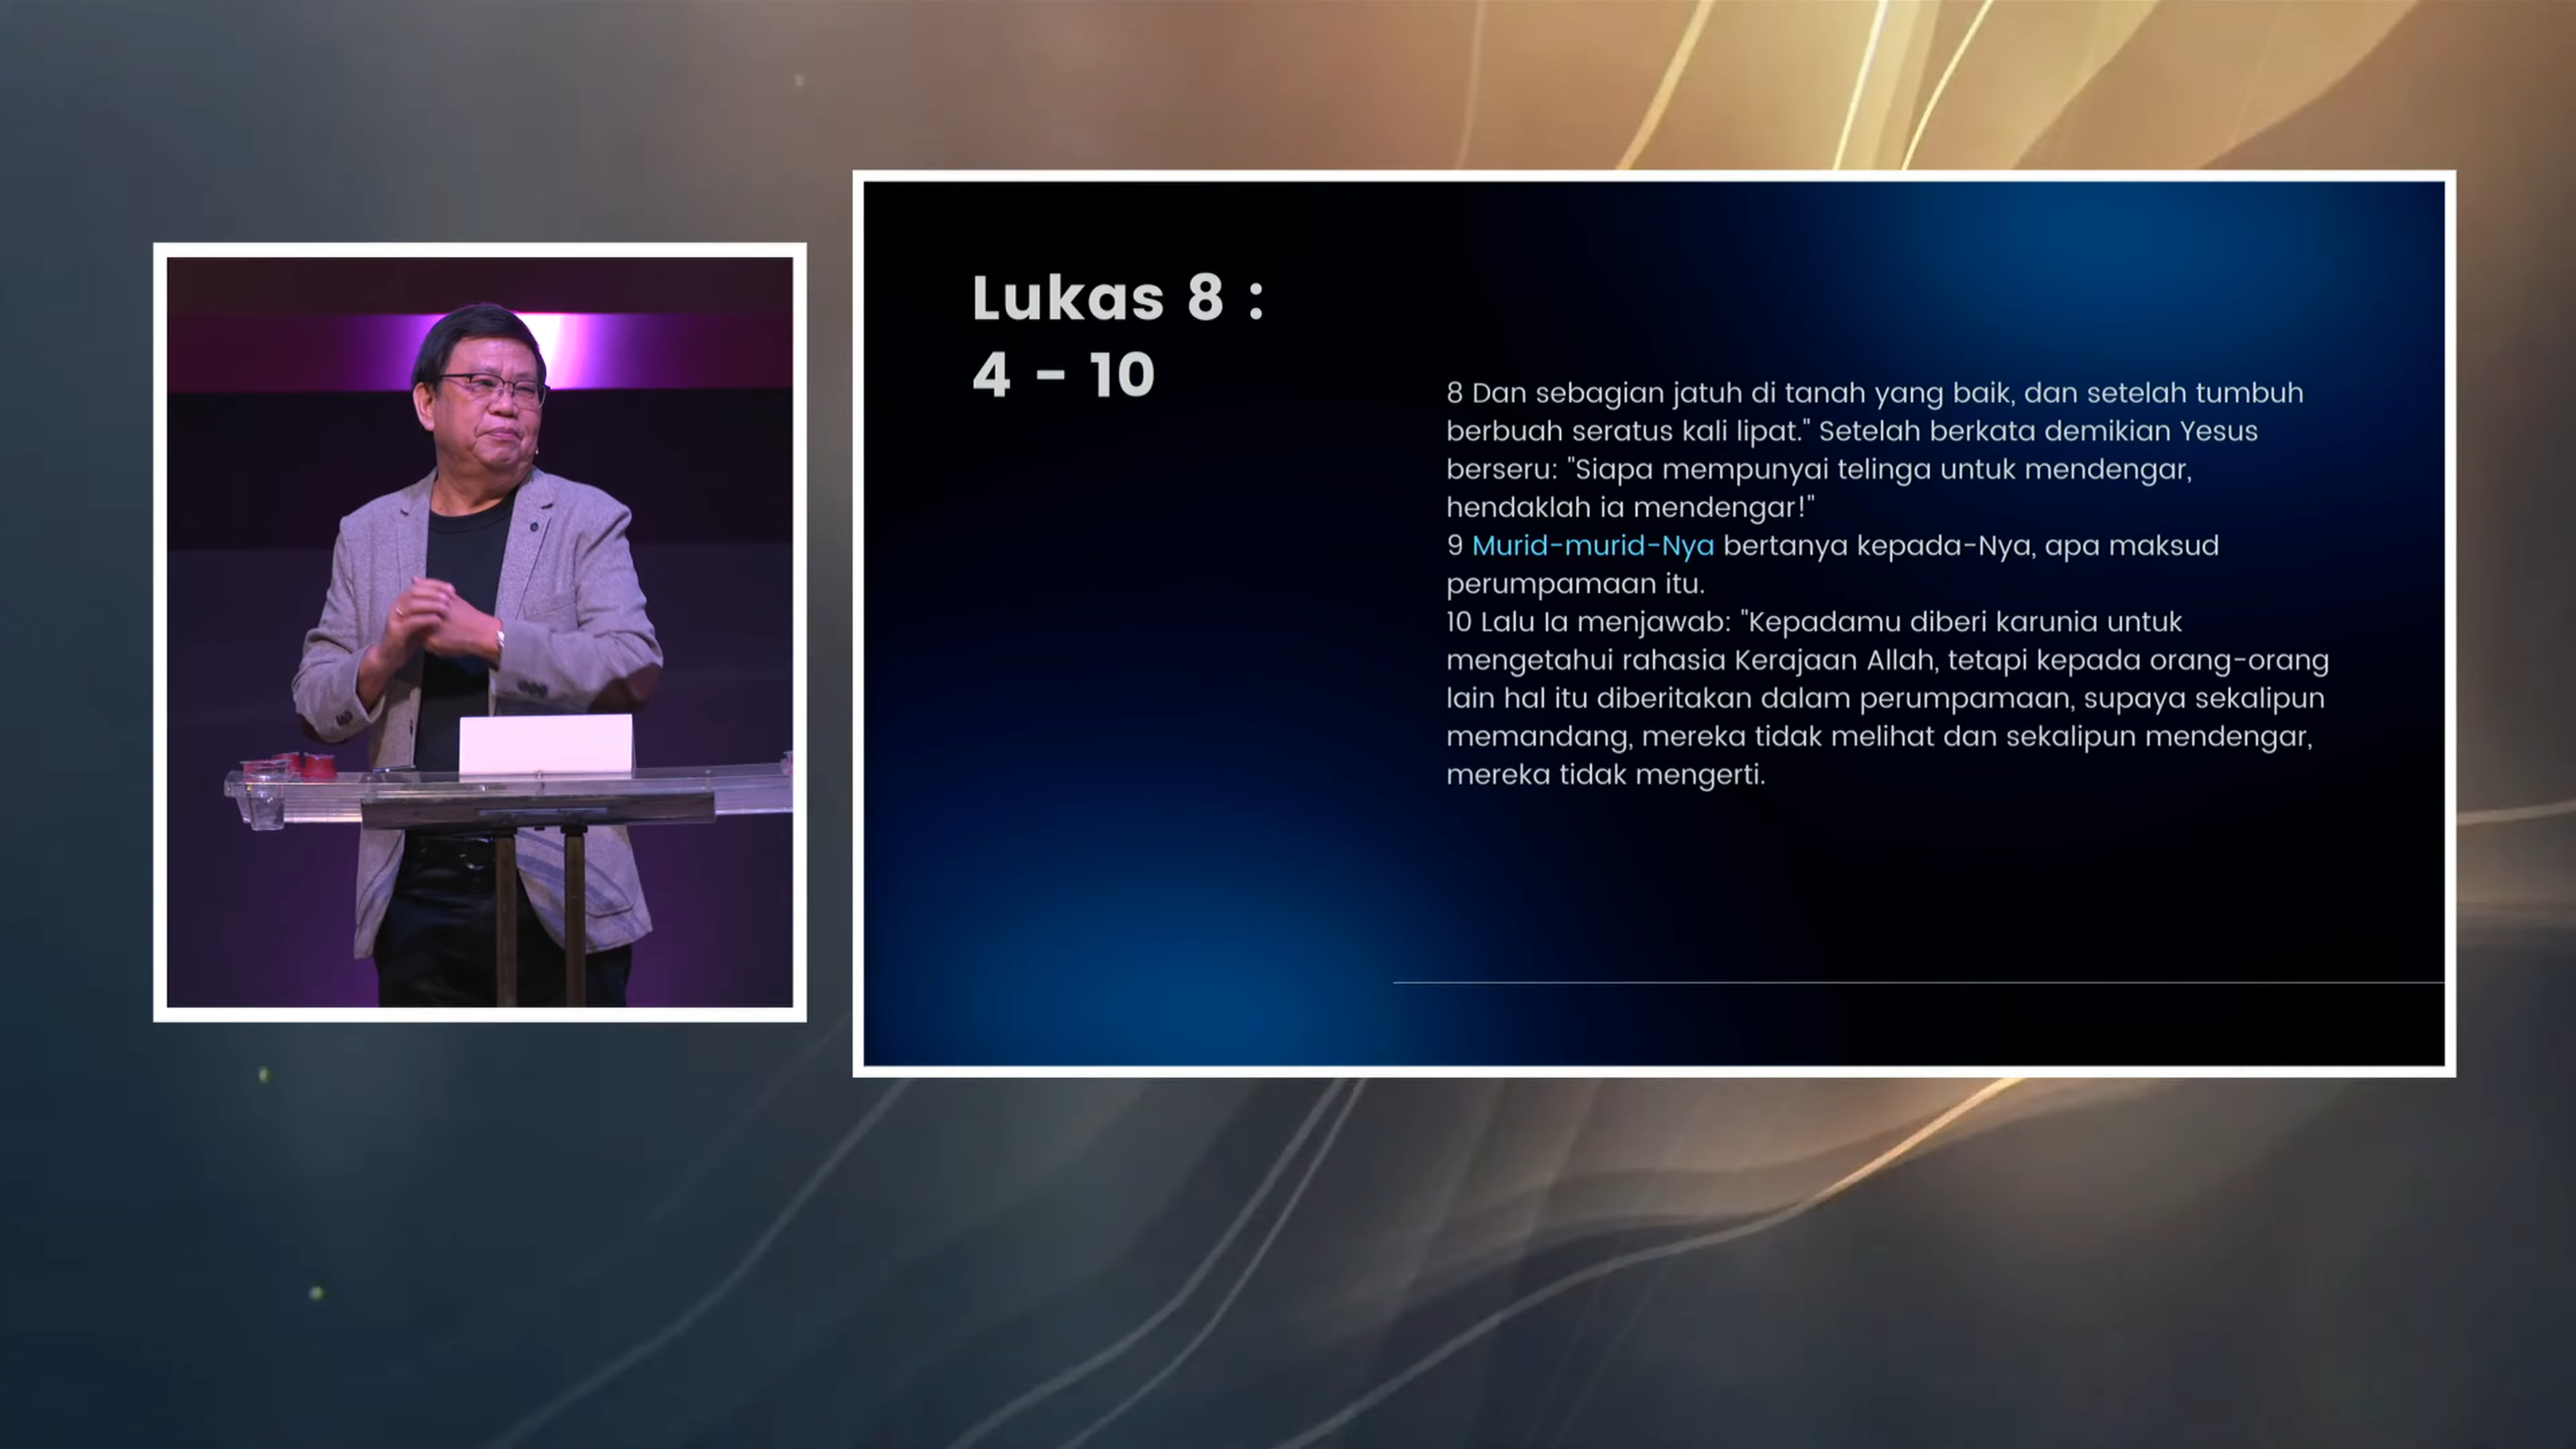 Lukas 8 :
4 - 10
8 Dan sebagian jatuh di tanah yang baik, dan setelah tumbuh
berbuah seratus kali lipat." Setelah berkata demikian Yesus
berseru: "Siapa mempunyai telinga untuk mendengar,
hendaklah ia mendengar!"
9 Murid-murid-Nya bertanya kepada-Nya, apa maksud
perumpamaan itu.
10 Lalu Ia menjawab: "Kepadamu diberi karunia untuk
mengetahui rahasia Kerajaan Allah, tetapi kepada orang-orang
lain hal itu diberitakan dalam perumpamaan, supaya sekalipun
memandang, mereka tidak melihat dan sekalipun mendengar,
mereka tidak mengerti.